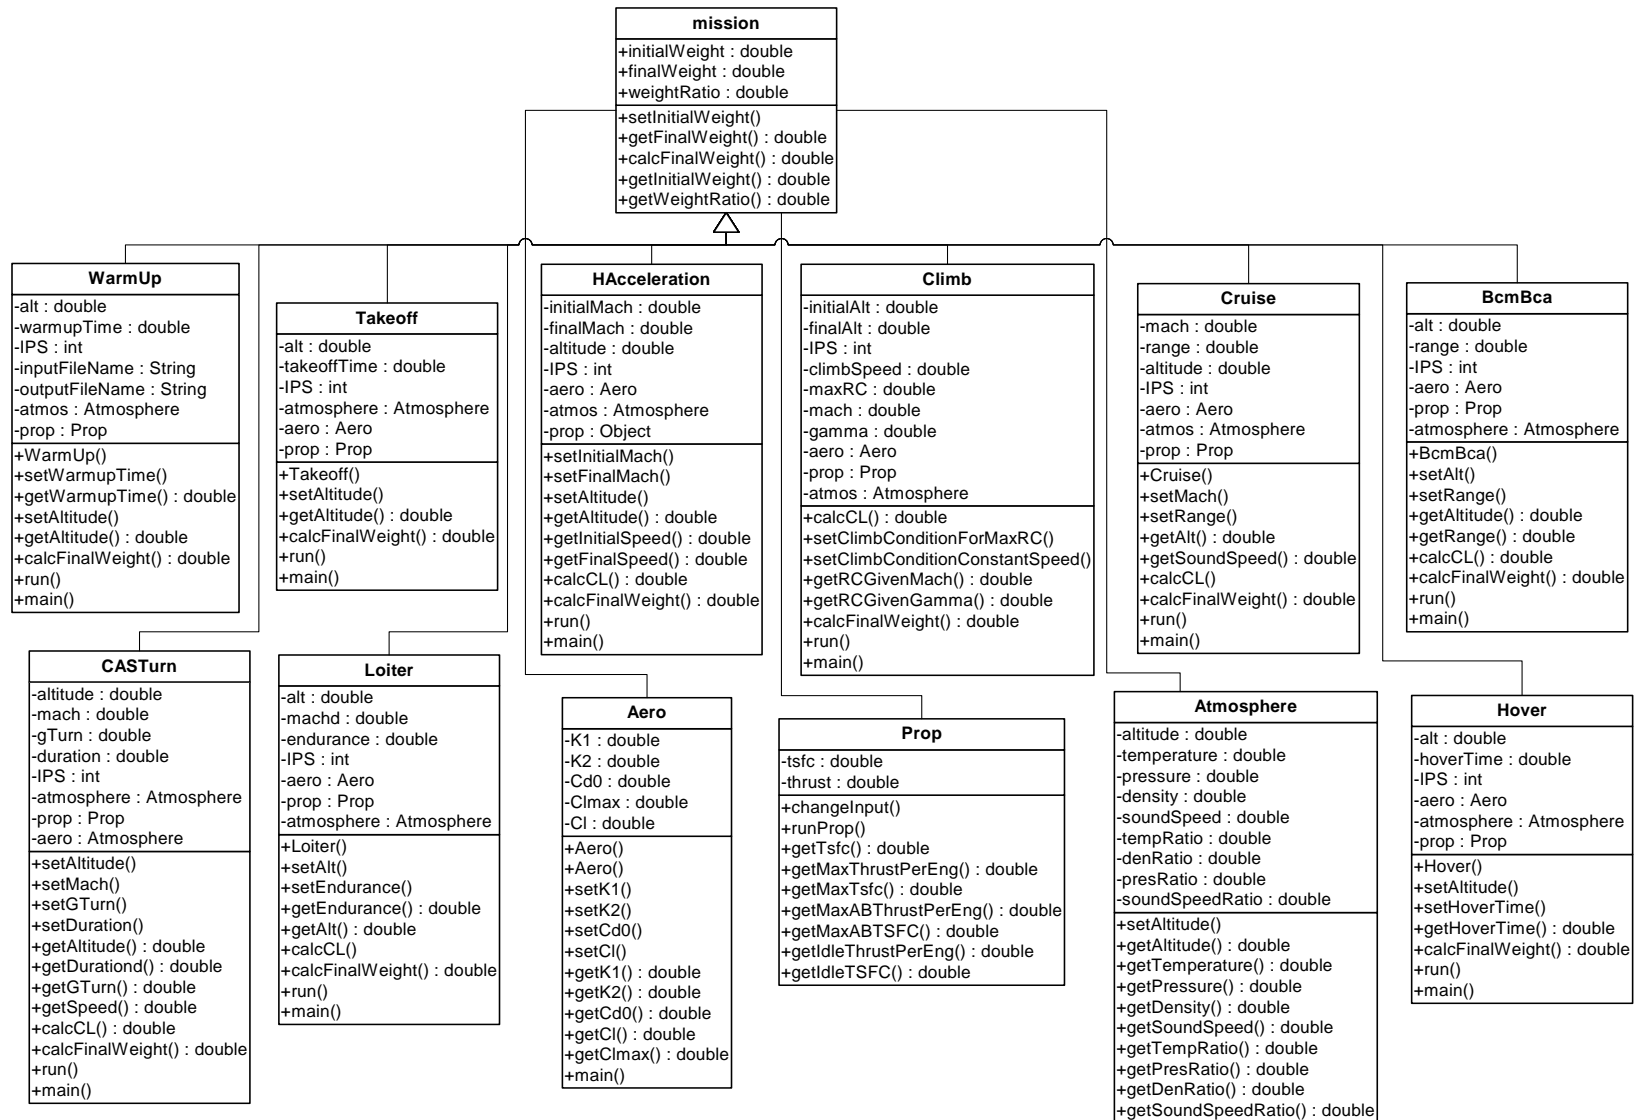 mission
+initialWeight : double
+finalWeight : double
+weightRatio : double
+setInitialWeight()
+getFinalWeight() : double
+calcFinalWeight() : double
+getInitialWeight() : double
+getWeightRatio() : double
WarmUp
-alt : double
-warmupTime : double
-IPS : int
-inputFileName : String
-outputFileName : String
-atmos : Atmosphere
-prop : Prop
+WarmUp()
+setWarmupTime()
+getWarmupTime() : double
+setAltitude()
+getAltitude() : double
+calcFinalWeight() : double
+run()
+main()
Takeoff
-alt : double
-takeoffTime : double
-IPS : int
-atmosphere : Atmosphere
-aero : Aero
-prop : Prop
+Takeoff()
+setAltitude()
+getAltitude() : double
+calcFinalWeight() : double
+run()
+main()
HAcceleration
-initialMach : double
-finalMach : double
-altitude : double
-IPS : int
-aero : Aero
-atmos : Atmosphere
-prop : Object
+setInitialMach()
+setFinalMach()
+setAltitude()
+getAltitude() : double
+getInitialSpeed() : double
+getFinalSpeed() : double
+calcCL() : double
+calcFinalWeight() : double
+run()
+main()
Climb
-initialAlt : double
-finalAlt : double
-IPS : int
-climbSpeed : double
-maxRC : double
-mach : double
-gamma : double
-aero : Aero
-prop : Prop
-atmos : Atmosphere
+calcCL() : double
+setClimbConditionForMaxRC()
+setClimbConditionConstantSpeed()
+getRCGivenMach() : double
+getRCGivenGamma() : double
+calcFinalWeight() : double
+run()
+main()
Cruise
-mach : double
-range : double
-altitude : double
-IPS : int
-aero : Aero
-atmos : Atmosphere
-prop : Prop
+Cruise()
+setMach()
+setRange()
+getAlt() : double
+getSoundSpeed() : double
+calcCL()
+calcFinalWeight() : double
+run()
+main()
BcmBca
-alt : double
-range : double
-IPS : int
-aero : Aero
-prop : Prop
-atmosphere : Atmosphere
+BcmBca()
+setAlt()
+setRange()
+getAltitude() : double
+getRange() : double
+calcCL() : double
+calcFinalWeight() : double
+run()
+main()
CASTurn
-altitude : double
-mach : double
-gTurn : double
-duration : double
-IPS : int
-atmosphere : Atmosphere
-prop : Prop
-aero : Atmosphere
+setAltitude()
+setMach()
+setGTurn()
+setDuration()
+getAltitude() : double
+getDurationd() : double
+getGTurn() : double
+getSpeed() : double
+calcCL() : double
+calcFinalWeight() : double
+run()
+main()
Loiter
-alt : double
-machd : double
-endurance : double
-IPS : int
-aero : Aero
-prop : Prop
-atmosphere : Atmosphere
+Loiter()
+setAlt()
+setEndurance()
+getEndurance() : double
+getAlt() : double
+calcCL()
+calcFinalWeight() : double
+run()
+main()
Aero
-K1 : double
-K2 : double
-Cd0 : double
-Clmax : double
-Cl : double
+Aero()
+Aero()
+setK1()
+setK2()
+setCd0()
+setCl()
+getK1() : double
+getK2() : double
+getCd0() : double
+getCl() : double
+getClmax() : double
+main()
Prop
-tsfc : double
-thrust : double
+changeInput()
+runProp()
+getTsfc() : double
+getMaxThrustPerEng() : double
+getMaxTsfc() : double
+getMaxABThrustPerEng() : double
+getMaxABTSFC() : double
+getIdleThrustPerEng() : double
+getIdleTSFC() : double
Atmosphere
-altitude : double
-temperature : double
-pressure : double
-density : double
-soundSpeed : double
-tempRatio : double
-denRatio : double
-presRatio : double
-soundSpeedRatio : double
+setAltitude()
+getAltitude() : double
+getTemperature() : double
+getPressure() : double
+getDensity() : double
+getSoundSpeed() : double
+getTempRatio() : double
+getPresRatio() : double
+getDenRatio() : double
+getSoundSpeedRatio() : double
Hover
-alt : double
-hoverTime : double
-IPS : int
-aero : Aero
-atmosphere : Atmosphere
-prop : Prop
+Hover()
+setAltitude()
+setHoverTime()
+getHoverTime() : double
+calcFinalWeight() : double
+run()
+main()